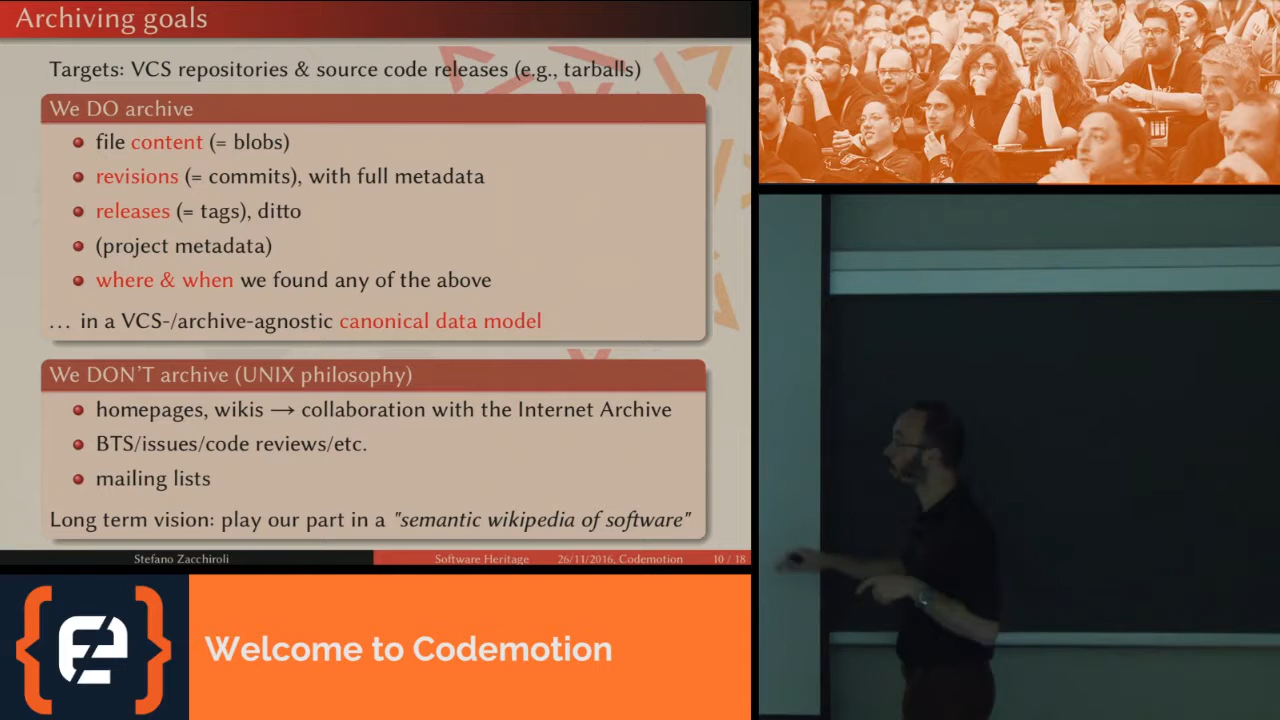 Archiving goals
Targets: VCS repositories & source code releases (e.g., tarballs)
We DO archive
file content (= blobs)
revisions (= commits), with full metadata
releases (= tags), ditto
(project metadata)
where & when we found any of the above
… in a VCS-/archive-agnostic canonical data model
We DON'T archive (UNIX philosophy)
homepages, wikis → collaboration with the Internet Archive
BTS/issues/code reviews/etc.
mailing lists
Long term vision: play our part in a "semantic wikipedia of software"
Stefano Zacchiroli Software Heritage 26/11/2016, Codemotion 10 / 18
Welcome to Codemotion